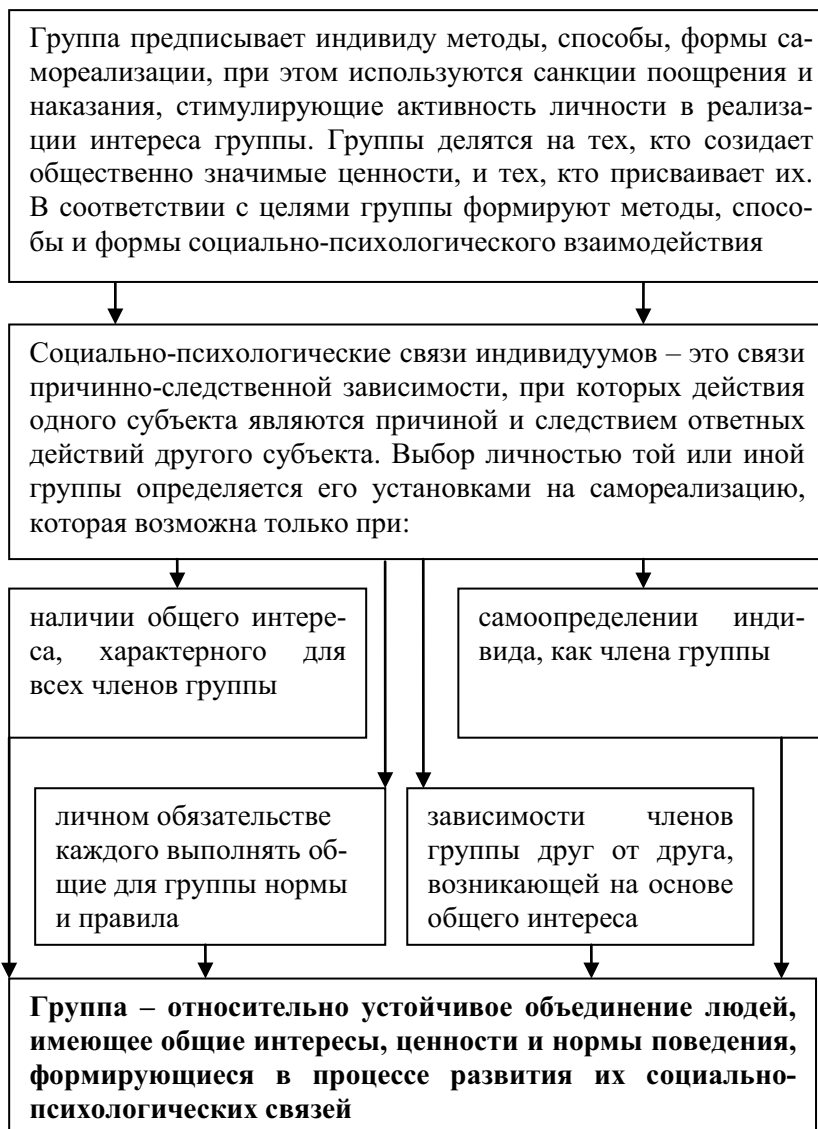 Группа предписывает индивиду методы, способы, формы са-
мореализации, при этом используются санкции поощрения и
наказания, стимулирующие активность личности в реализа-
ции интереса группы. Группы делятся на тех, кто созидает
общественно значимые ценности, и тех, кто присваивает их.
В соответствии с целями группы формируют методы, спосо-
бы и формы социально-психологического взаимодействия
Социально-психологические связи индивидуумов – это связи
причинно-следственной зависимости, при которых действия
одного субъекта являются причиной и следствием ответных
действий другого субъекта. Выбор личностью той или иной
группы определяется его установками на самореализацию,
которая возможна только при:
наличии общего интере-
са, характерного для
всех членов группы
самоопределении инди-
вида, как члена группы
личном обязательстве
каждого выполнять об-
щие для группы нормы
и правила
зависимости членов
группы друг от друга,
возникающей на основе
общего интереса
Группа – относительно устойчивое объединение людей,
имеющее общие интересы, ценности и нормы поведения,
формирующиеся в процессе развития их социально-
психологических связей